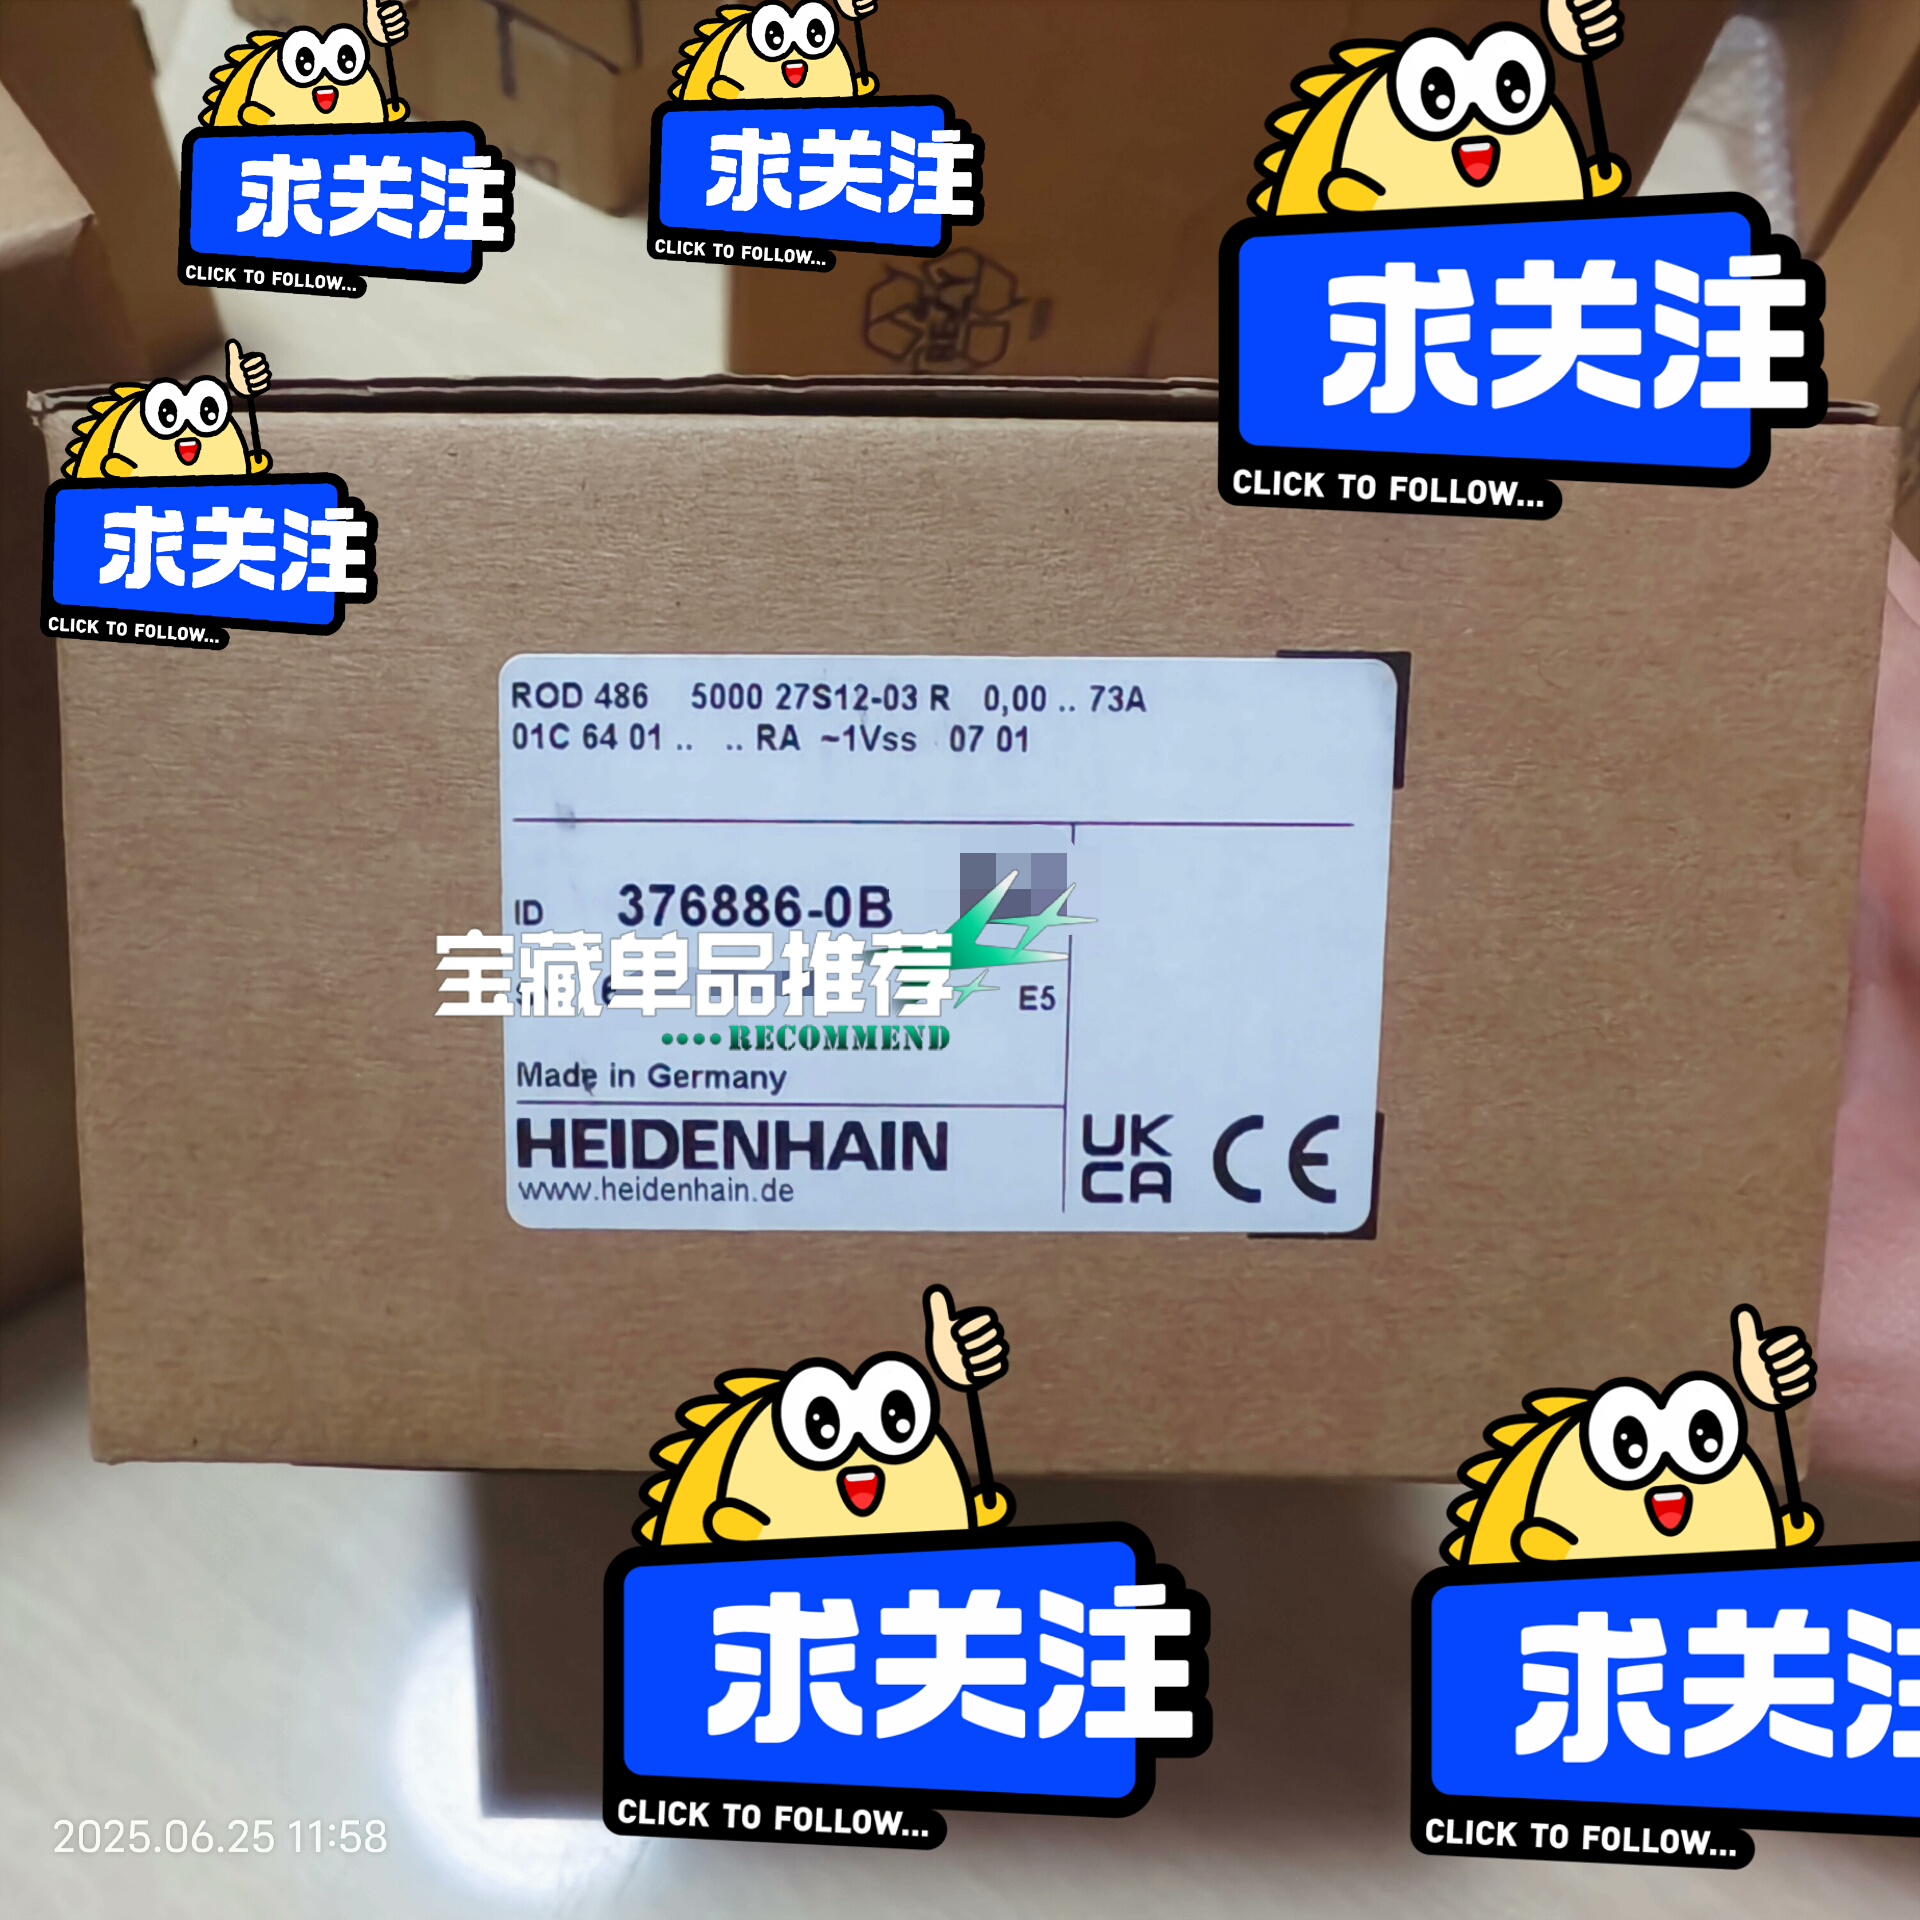 求关注
CLICK TO FOLLOW...
求关注
CLICK TO FOLLOW...
求关注
CLICK TO FOLLOW...
求关注
CLICK TO FOLLOW...
ROD 486 5000 27S12-03 R 0,00 .. 73A
01C 64 01 .. .. RA ~1Vss 07 01
ID 376886-0B
宝藏单品推荐
E5
••••RECOMMEND
Made in Germany
HEIDENHAIN
www.heidenhain.de
UK
CA CE
求关注
CLICK TO FOLLOW...
求关注
CLICK TO FOLLOW...
2025.06.25 11:58